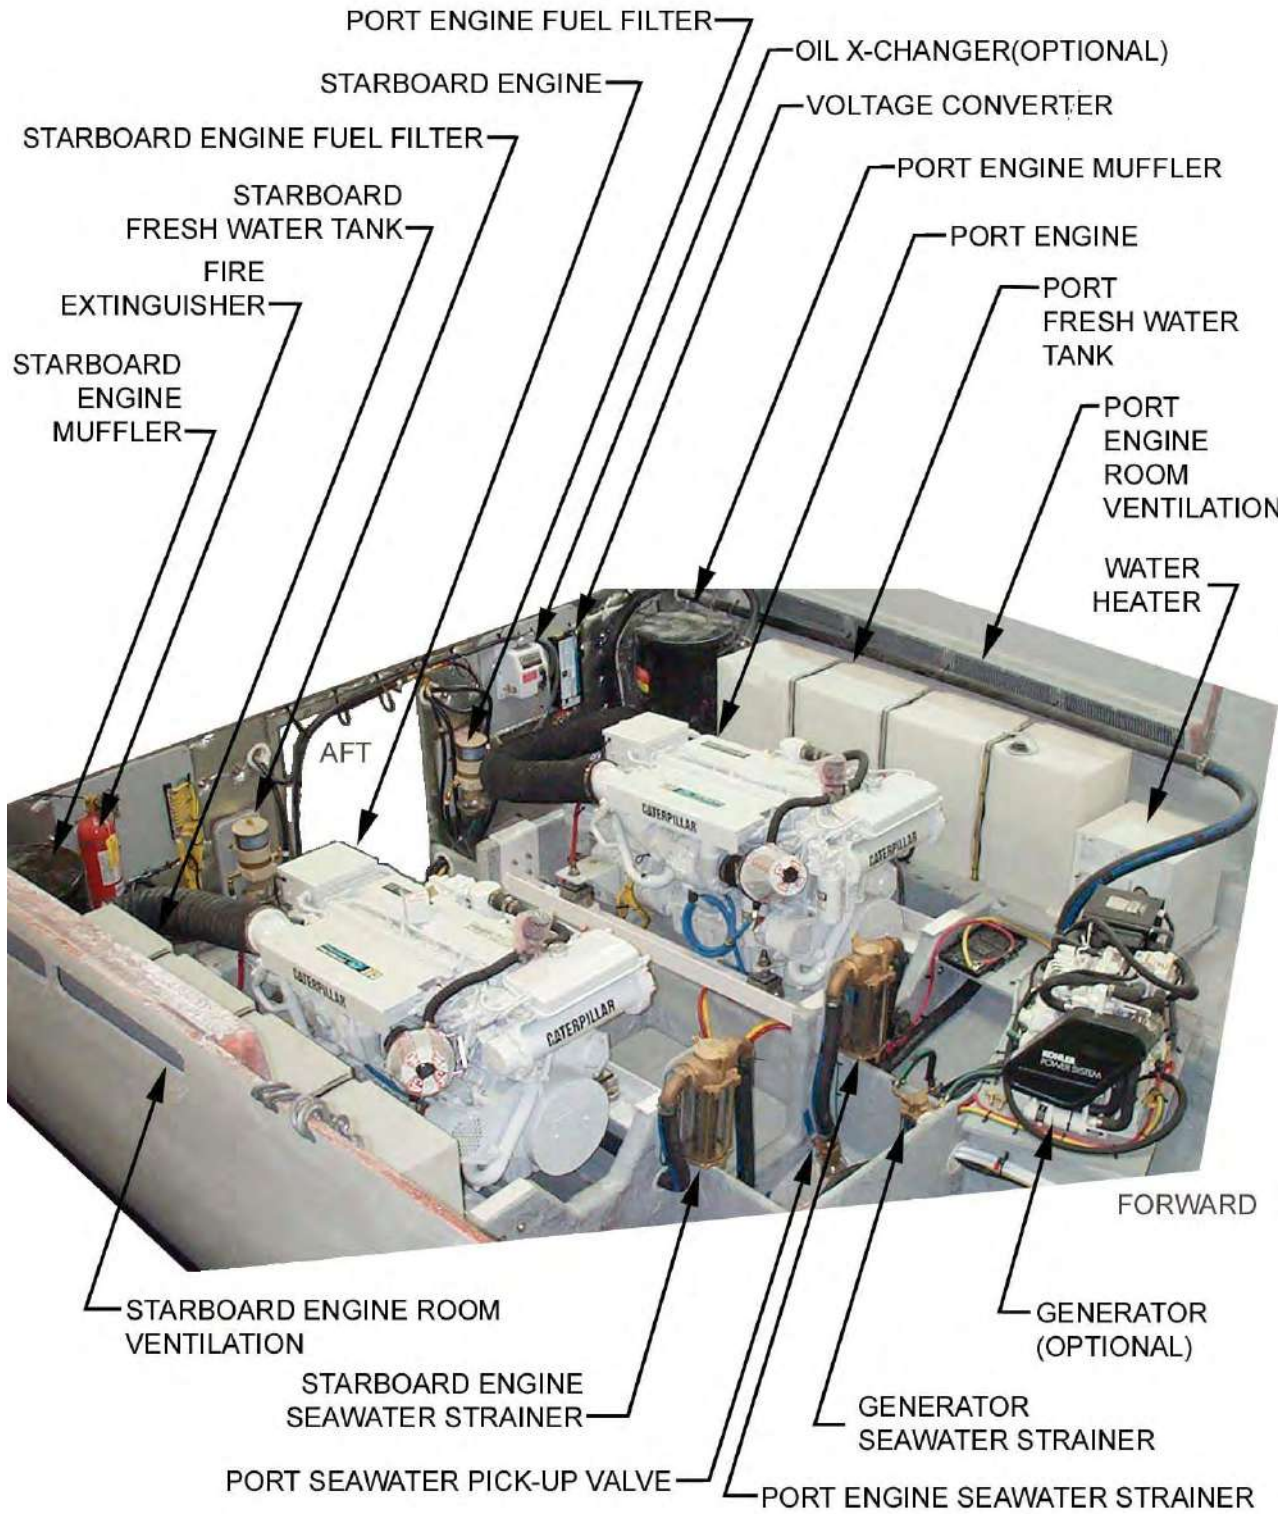 PORT ENGINE FUEL FILTER
OIL X-CHANGER(OPTIONAL)
STARBOARD ENGINE
VOLTAGE CONVERTER
STARBOARD ENGINE FUEL FILTER
PORT ENGINE MUFFLER
STARBOARD
FRESH WATER TANK
PORT ENGINE
FIRE
EXTINGUISHER
PORT
FRESH WATER
TANK
STARBOARD
ENGINE
MUFFLER
PORT
ENGINE
ROOM
VENTILATION
WATER
HEATER
AFT
CATERPILLAR
CATERPILLAR
CATERPILLAR
CATERPILLAR
KOHLER
POWER SYSTEM
FORWARD
STARBOARD ENGINE ROOM
VENTILATION
GENERATOR
(OPTIONAL)
STARBOARD ENGINE
SEAWATER STRAINER
GENERATOR
SEAWATER STRAINER
PORT SEAWATER PICK-UP VALVE
PORT ENGINE SEAWATER STRAINER